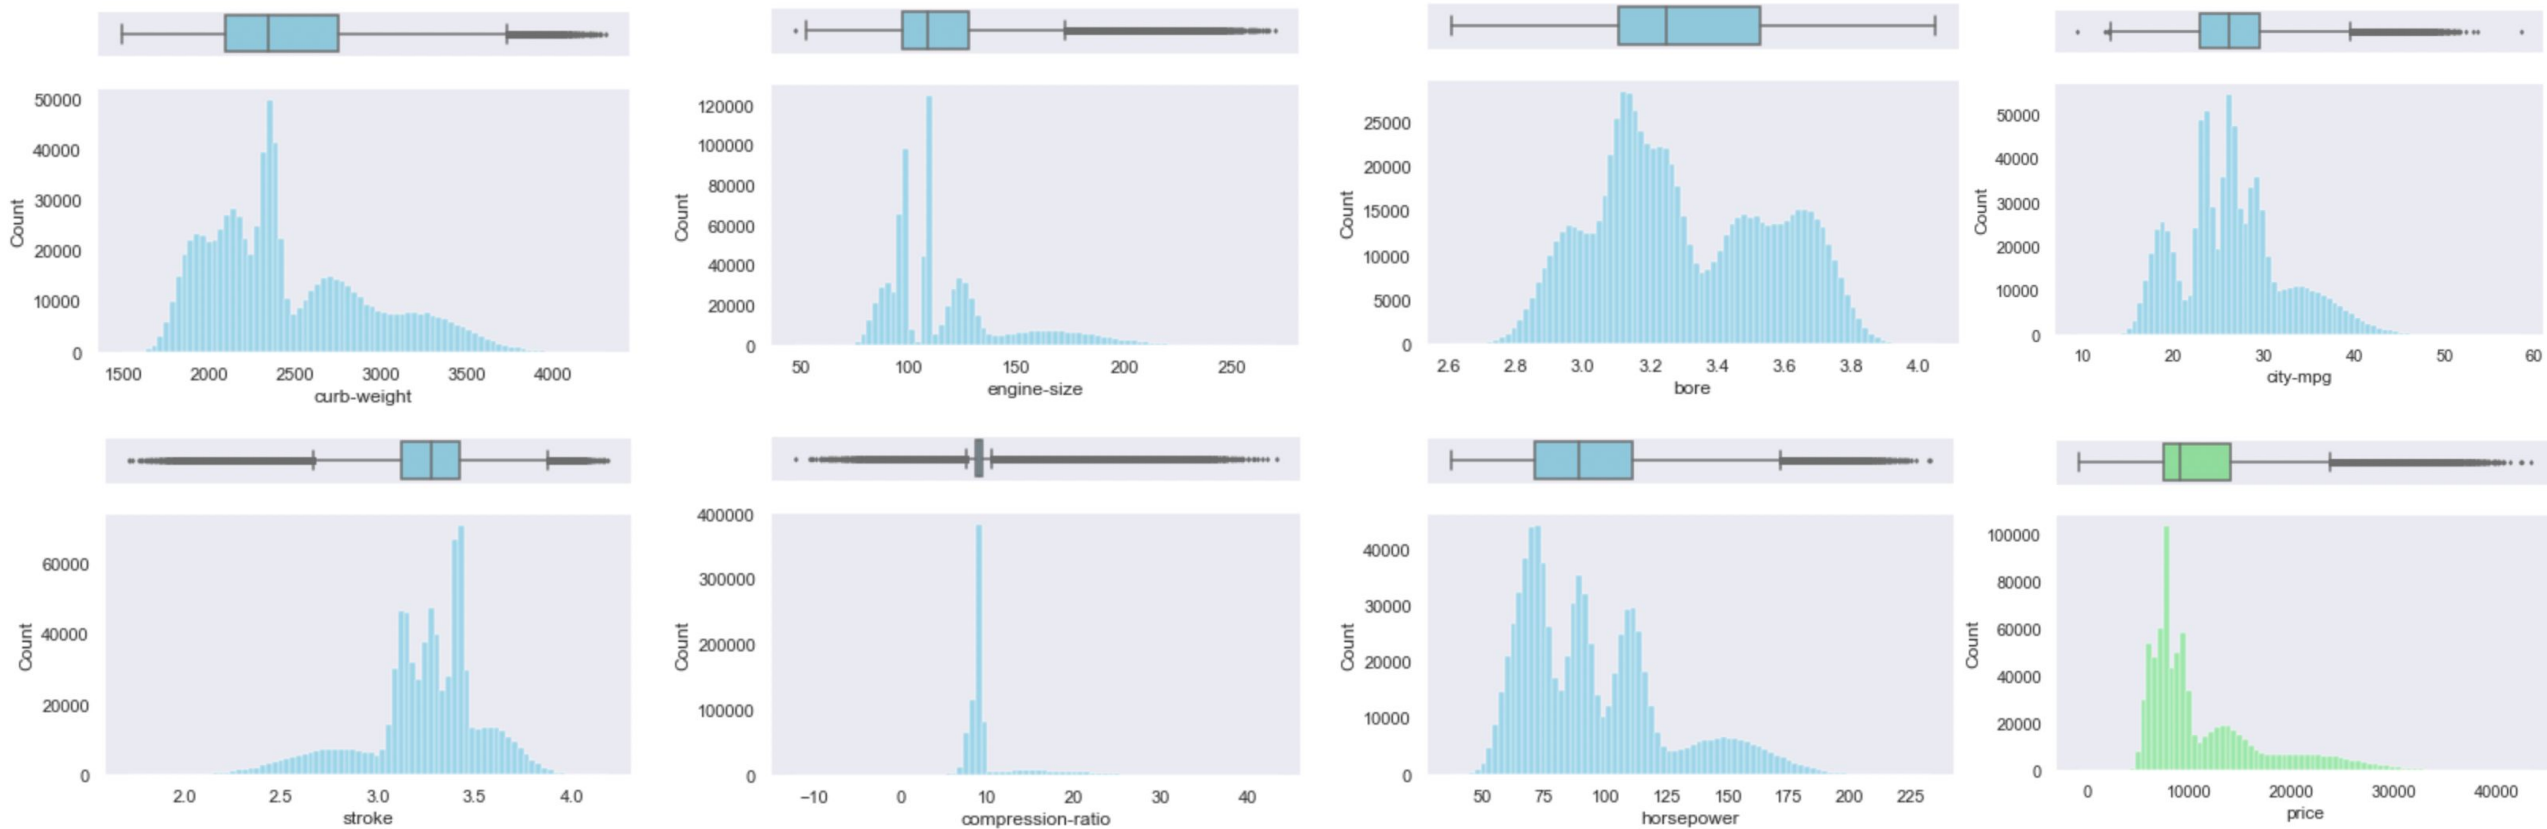 50000
40000
30000
20000
10000
0
Count
1500 2000 2500 3000 3500 4000
curb-weight
120000
100000
80000
60000
40000
20000
0
Count
50 100 150 200 250
engine-size
25000
20000
15000
10000
5000
0
Count
2.6 2.8 3.0 3.2 3.4 3.6 3.8 4.0
bore
50000
40000
30000
20000
10000
0
Count
10 20 30 40 50 60
city-mpg
60000
40000
20000
0
Count
2.0 2.5 3.0 3.5 4.0
stroke
400000
300000
200000
100000
0
Count
−10 0 10 20 30 40
compression-ratio
40000
30000
20000
10000
0
Count
50 75 100 125 150 175 200 225
horsepower
100000
80000
60000
40000
20000
0
Count
0 10000 20000 30000 40000
price